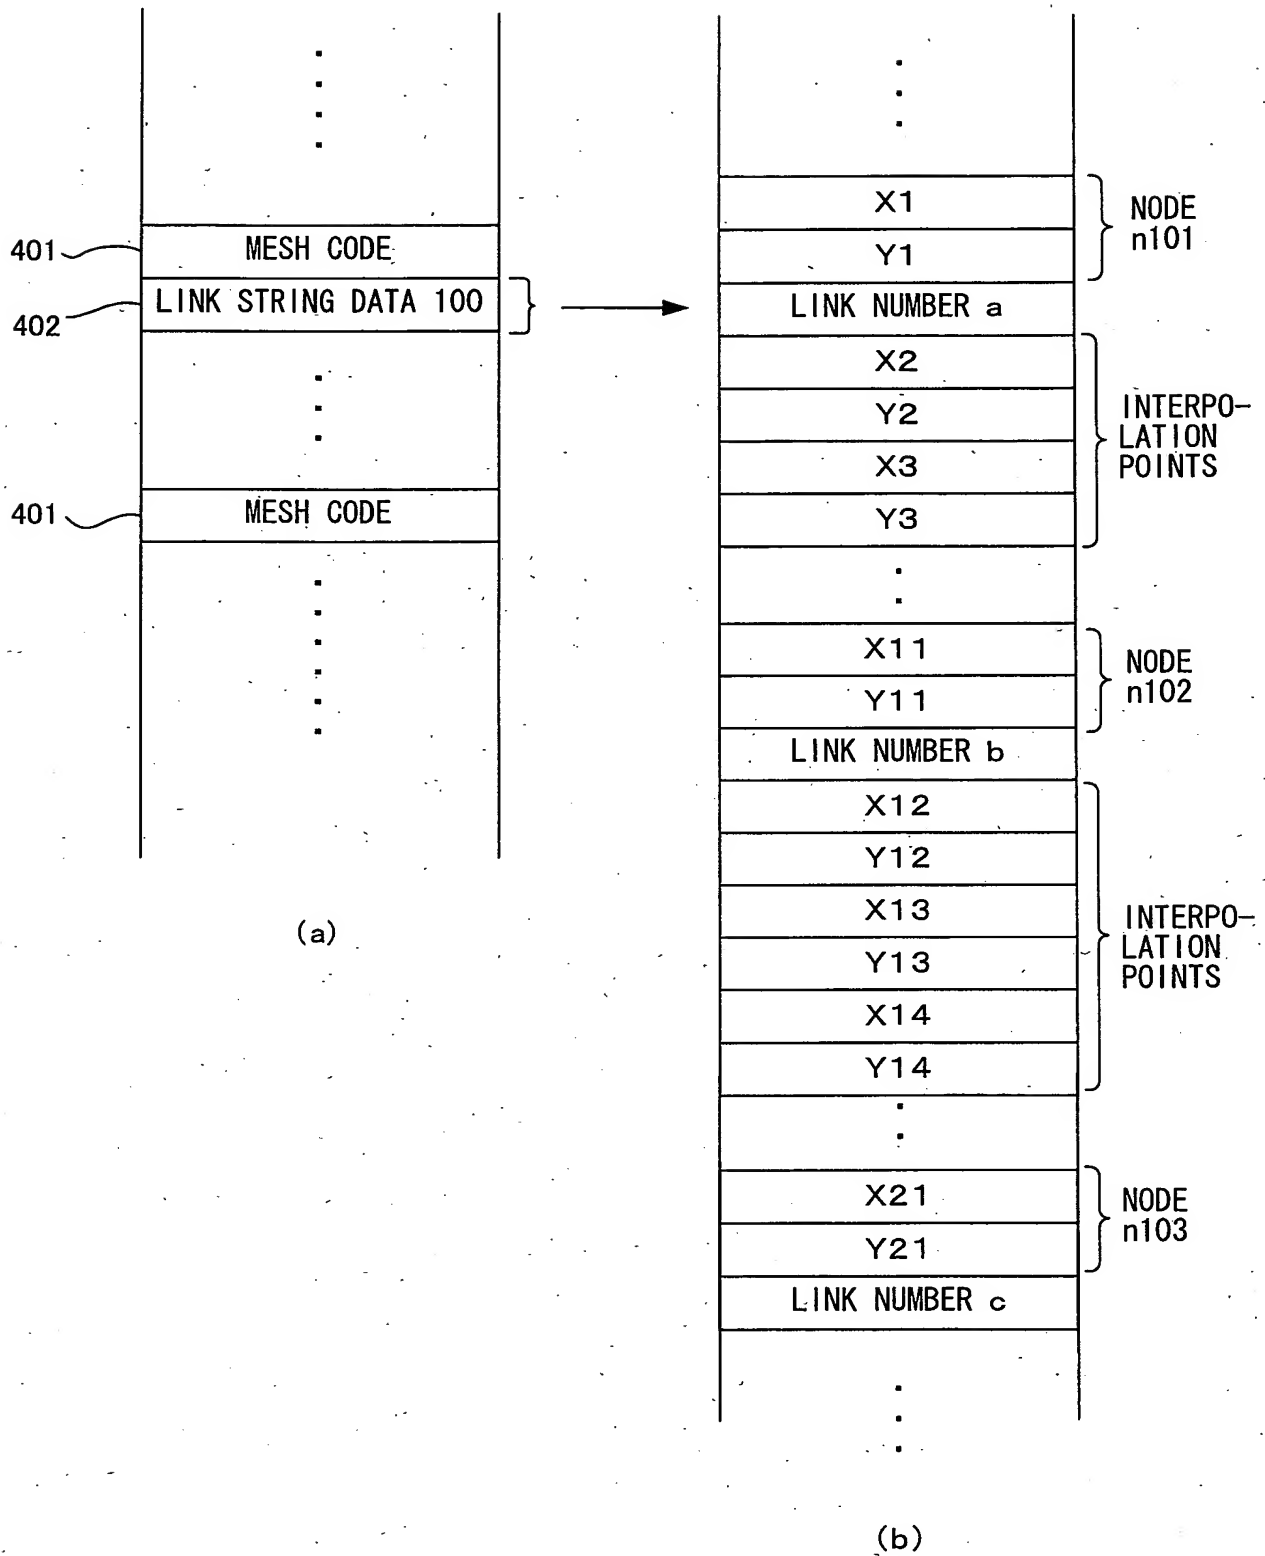 401
MESH CODE
402
LINK STRING DATA 100
401
MESH CODE
(a)
X1
Y1
NODE
n101
LINK NUMBER a
X2
Y2
X3
Y3
INTERPO-
LATION
POINTS
X11
Y11
NODE
n102
LINK NUMBER b
X12
Y12
X13
Y13
X14
Y14
INTERPO-
LATION
POINTS
X21
Y21
NODE
n103
LINK NUMBER c
(b)